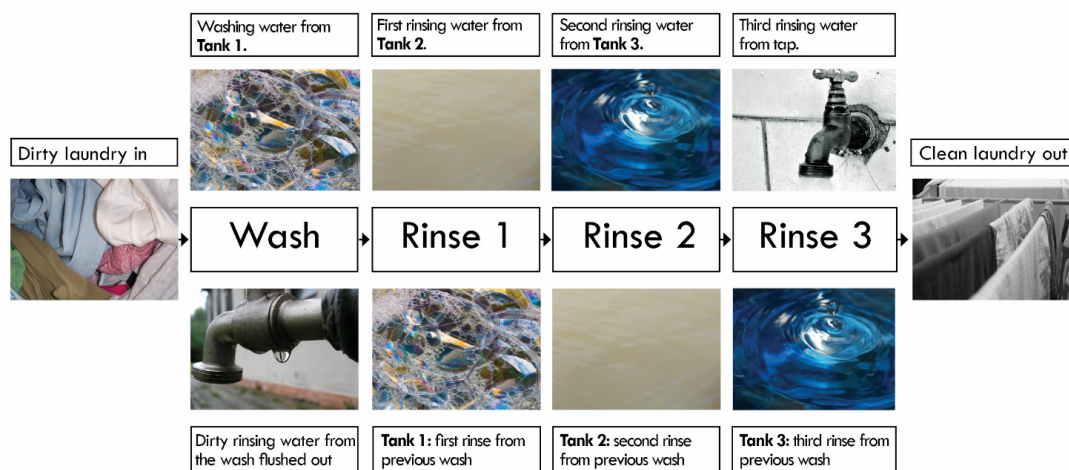 Washing water from
Tank 1.
First rinsing water from
Tank 2.
Second rinsing water
from Tank 3.
Third rinsing water
from tap.
Dirty laundry in
Clean laundry out
Wash
Rinse 1
Rinse 2
Rinse 3
Dirty rinsing water from
the wash flushed out
Tank 1: first rinse from
previous wash
Tank 2: second rinse
from previous wash
Tank 3: third rinse from
previous wash